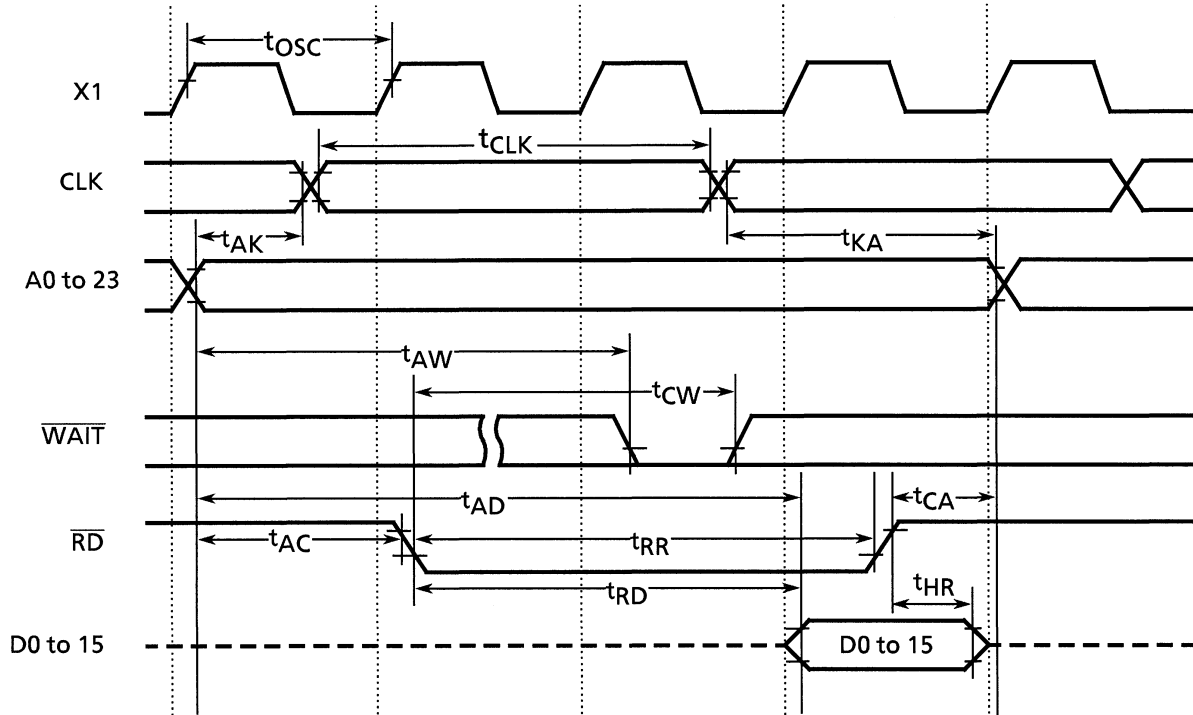 tOSC
X1
tCLK
CLK
tAK
tKA
A0 to 23
tAW
tCW
WAIT
tAD
tCA
RD
tAC
tRR
tRD
tHR
D0 to 15
D0 to 15